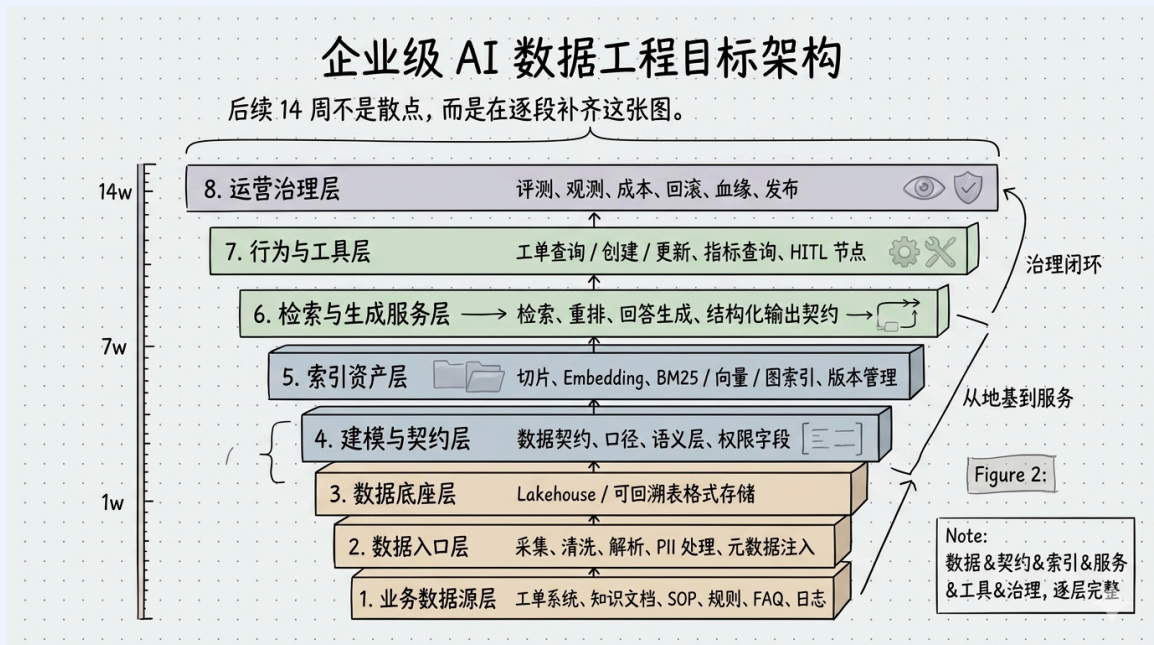 企业级 AI 数据工程目标架构
后续 14 周不是散点，而是在逐段补齐这张图。
14w
8. 运营治理层 评测、观测、成本、回滚、血缘、发布
7. 行为与工具层 工单查询 / 创建 / 更新、指标查询、HITL 节点
治理闭环
6. 检索与生成服务层 检索、重排、回答生成、结构化输出契约
7w
5. 索引资产层 切片、Embedding、BM25 / 向量 / 图索引、版本管理
从地基到服务
4. 建模与契约层 数据契约、口径、语义层、权限字段
Figure 2:
3. 数据底座层 Lakehouse / 可回溯表格式存储
1w
2. 数据入口层 采集、清洗、解析、PII 处理、元数据注入
1. 业务数据源层 工单系统、知识文档、SOP、规则、FAQ、日志
Note:
数据&契约&索引&服务
&工具&治理, 逐层完整